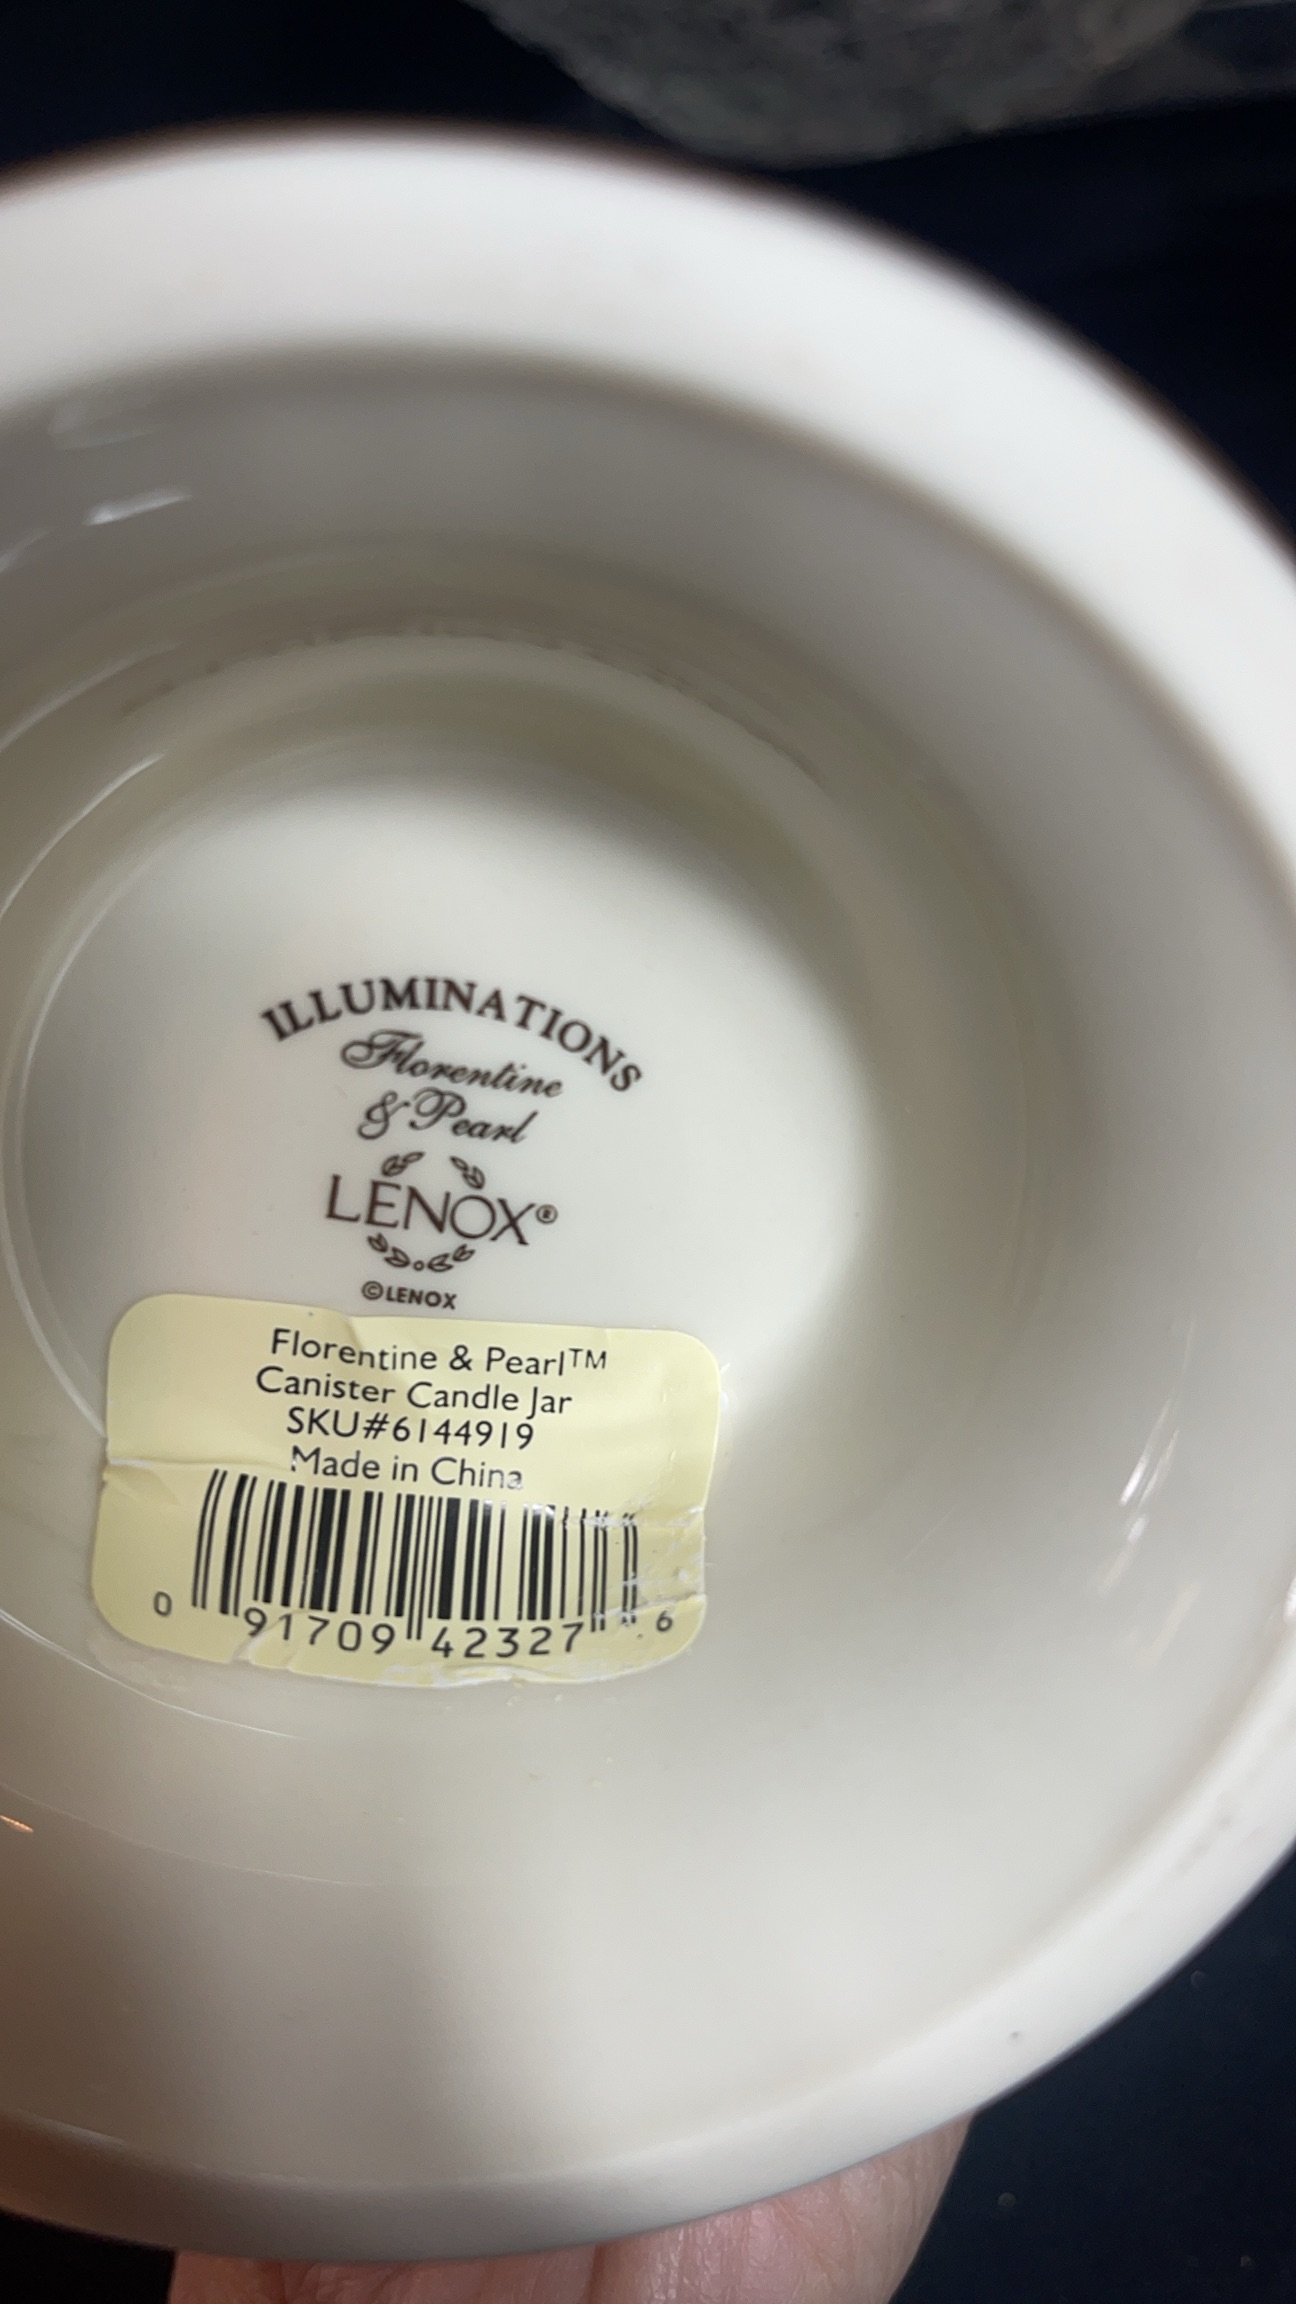 ILLUMINATIONS
Florentine
& Pearl
LENOX®
©LENOX
Florentine & Pearl™
Canister Candle Jar
SKU#6144919
Made in China
0 91709 42327 6